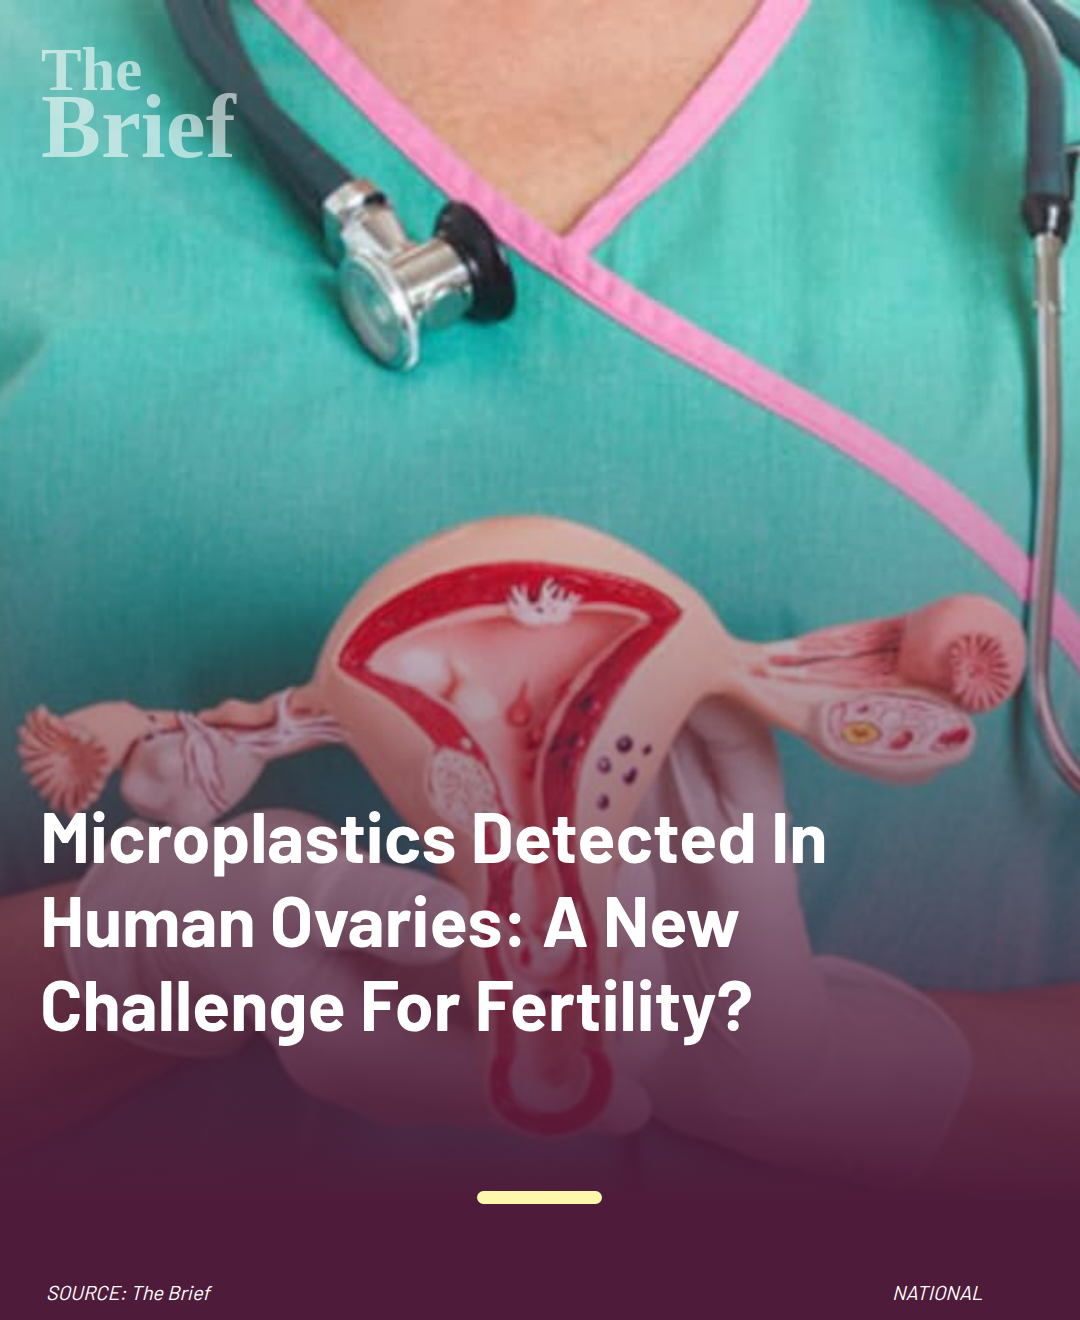 The
Brief
Microplastics Detected In
Human Ovaries: A New
Challenge For Fertility?
SOURCE: The Brief
NATIONAL